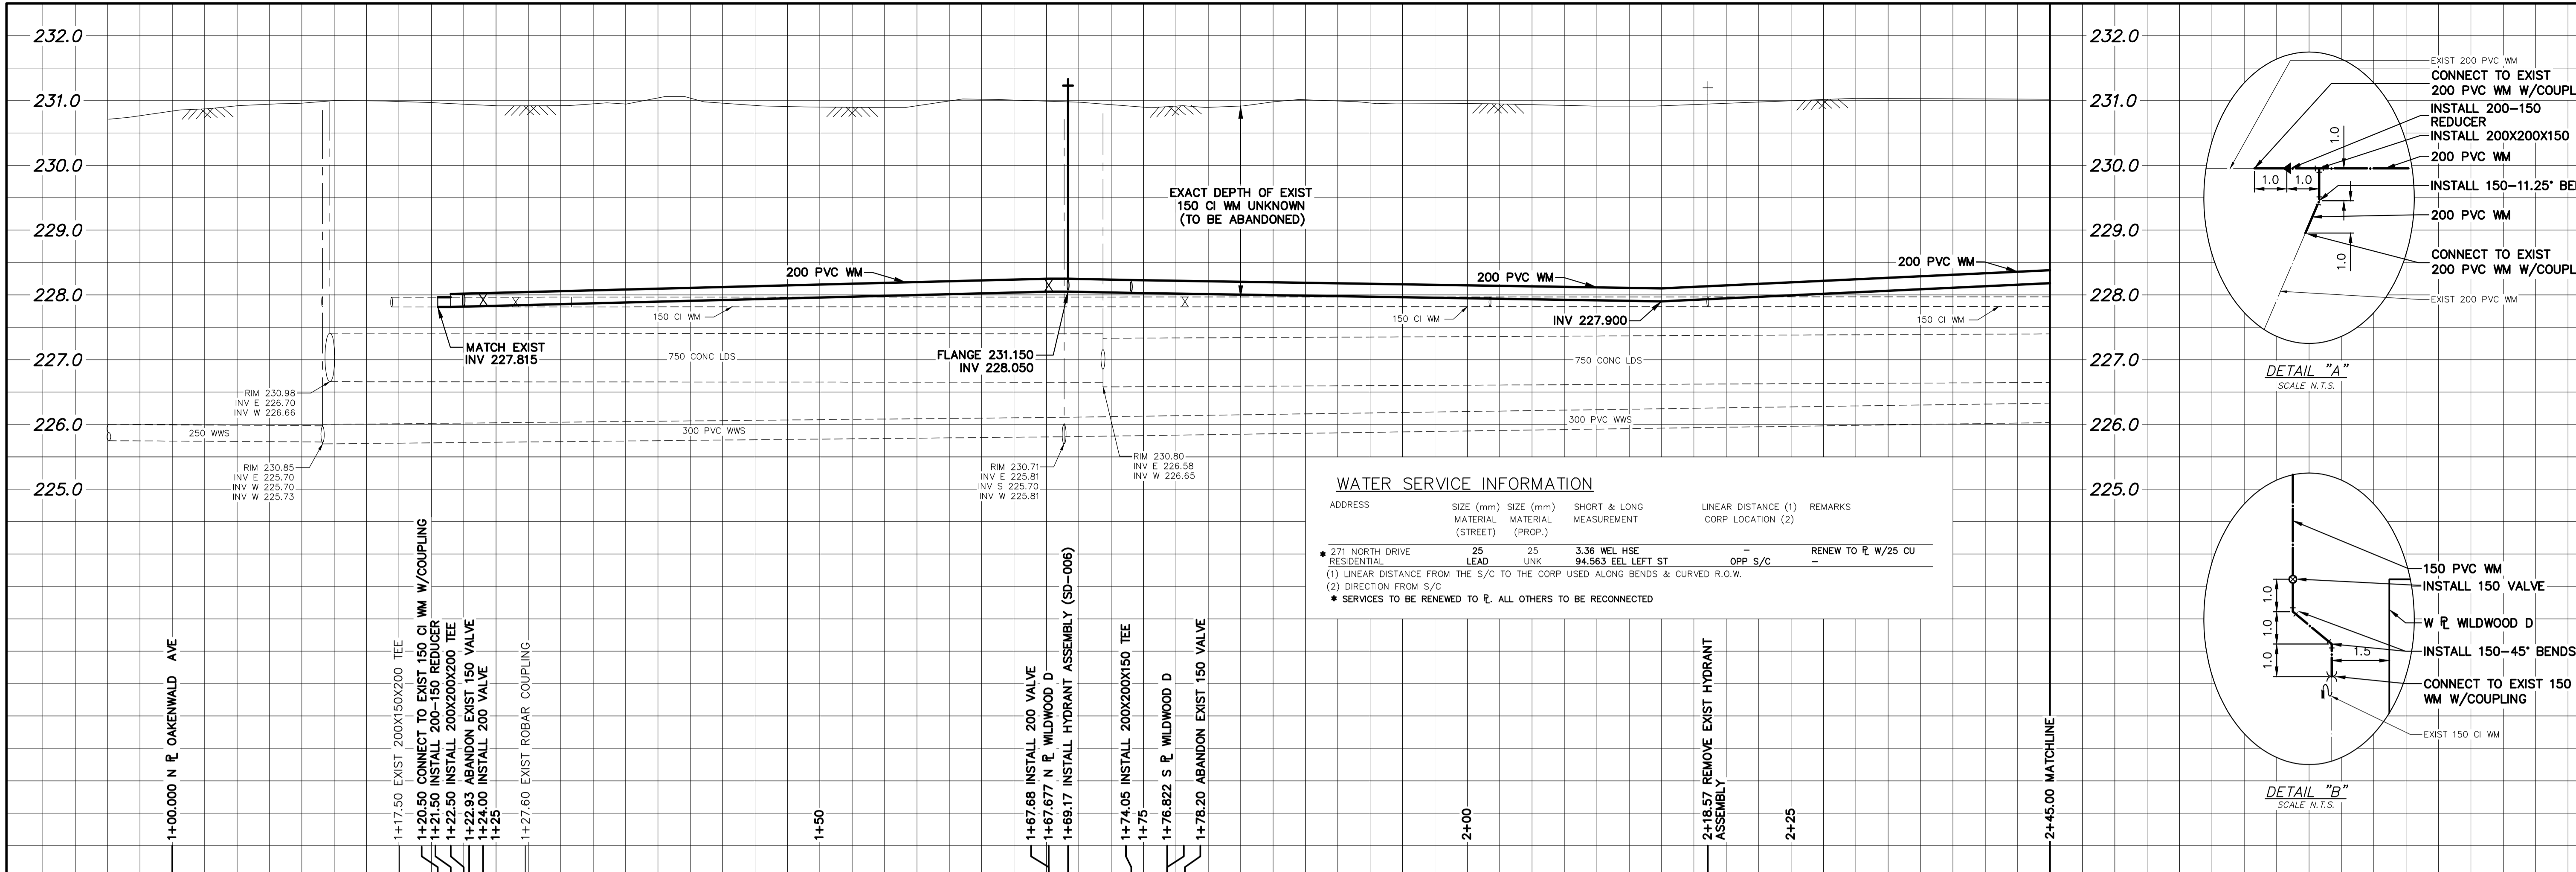 232.0
231.0
230.0
229.0
228.0
227.0
226.0
225.0
EXACT DEPTH OF EXIST
150 CI WM UNKNOWN
(TO BE ABANDONED)
200 PVC WM
200 PVC WM
200 PVC WM
150 CI WM
150 CI WM
150 CI WM
MATCH EXIST
INV 227.815
750 CONC LDS
FLANGE 231.150
INV 228.050
INV 227.900
750 CONC LDS
RIM 230.98
INV E 226.70
INV W 226.66
250 WWS
300 PVC WWS
300 PVC WWS
RIM 230.85
INV E 225.70
INV W 225.70
INV W 225.73
RIM 230.71
INV E 225.81
INV S 225.70
INV W 225.81
RIM 230.80
INV E 226.58
INV W 226.65
WATER SERVICE INFORMATION
ADDRESS SIZE (mm) SIZE (mm) SHORT & LONG LINEAR DISTANCE (1) REMARKS
MATERIAL MATERIAL MEASUREMENT CORP LOCATION (2)
(STREET) (PROP.)
* 271 NORTH DRIVE 25 25 3.36 WEL HSE – RENEW TO ⅊ W/25 CU
RESIDENTIAL LEAD UNK 94.563 EEL LEFT ST OPP S/C –
(1) LINEAR DISTANCE FROM THE S/C TO THE CORP USED ALONG BENDS & CURVED R.O.W.
(2) DIRECTION FROM S/C
* SERVICES TO BE RENEWED TO ⅊. ALL OTHERS TO BE RECONNECTED
1+00.000 N ⅊ OAKENWALD AVE
1+17.50 EXIST 200X150X200 TEE
1+20.50 CONNECT TO EXIST 150 CI WM W/COUPLING
1+21.50 INSTALL 200-150 REDUCER
1+22.50 INSTALL 200X200X200 TEE
1+22.93 ABANDON EXIST 150 VALVE
1+24.00 INSTALL 200 VALVE
1+25
1+27.60 EXIST ROBAR COUPLING
1+50
1+67.68 INSTALL 200 VALVE
1+67.677 N ⅊ WILDWOOD D
1+69.17 INSTALL HYDRANT ASSEMBLY (SD-006)
1+74.05 INSTALL 200X200X150 TEE
1+75
1+76.822 S ⅊ WILDWOOD D
1+78.20 ABANDON EXIST 150 VALVE
2+00
2+18.57 REMOVE EXIST HYDRANT
ASSEMBLY
2+25
2+45.00 MATCHLINE
232.0
231.0
230.0
229.0
228.0
227.0
226.0
225.0
EXIST 200 PVC WM
CONNECT TO EXIST
200 PVC WM W/COUPL
INSTALL 200-150
REDUCER
INSTALL 200X200X150
200 PVC WM
INSTALL 150-11.25° BE
200 PVC WM
CONNECT TO EXIST
200 PVC WM W/COUPL
EXIST 200 PVC WM
1.0
1.0
1.0
1.0
DETAIL "A"
SCALE N.T.S.
150 PVC WM
INSTALL 150 VALVE
W ⅊ WILDWOOD D
INSTALL 150-45° BENDS
CONNECT TO EXIST 150
WM W/COUPLING
EXIST 150 CI WM
1.0
1.0
1.0
1.5
DETAIL "B"
SCALE N.T.S.